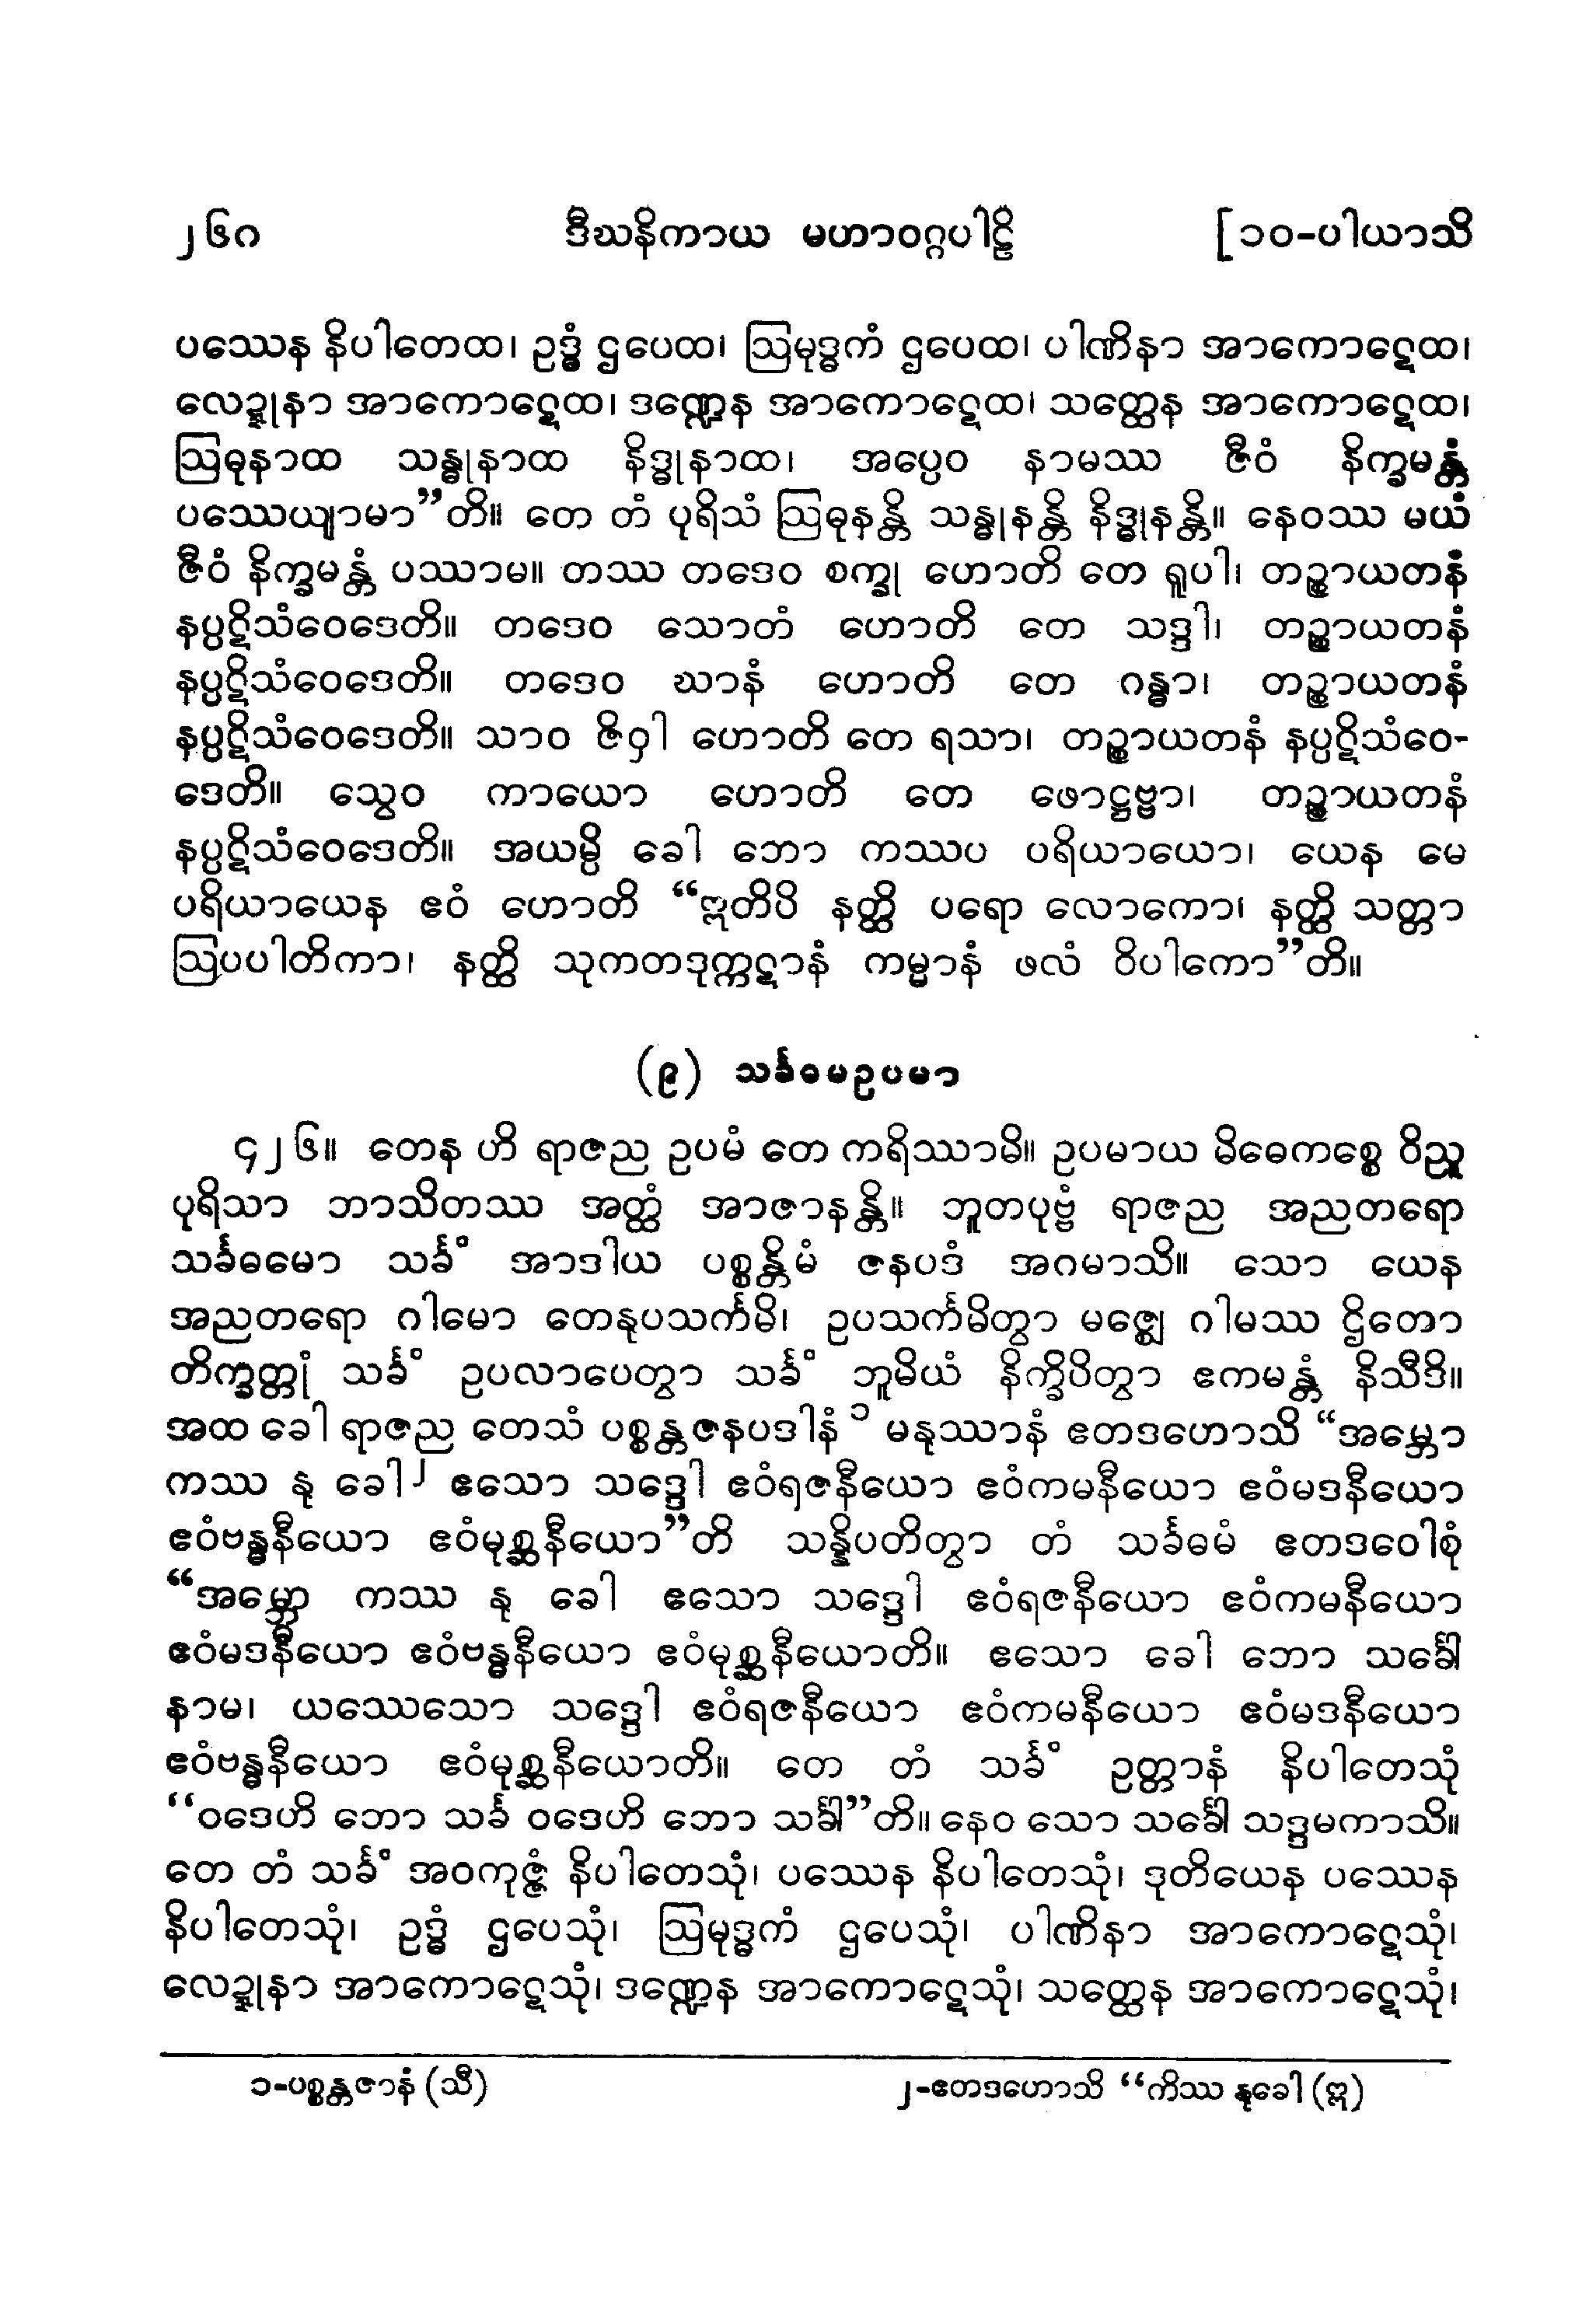 ၂၆ဂ ဒီဃနိကာယ မဟာဝဂ္ဂပါဠိ [၁၀-ပါယာသိ
ပဿေန နိပါတေထ၊ ဥဒ္ဓံ ဌပေထ၊ ဩမုဒ္ဓကံ ဌပေထ၊ ပါဏိနာ အာကောဋေထ၊
လေဍ္ဍုနာ အာကောဋေထ၊ ဒဏ္ဍေန အာကောဋေထ၊ သတ္ထေန အာကောဋေထ၊
ဩဓုနာထ သန္ဓုနာထ နိဒ္ဓုနာထ၊ အပ္ပေဝ နာမဿ ဇီဝံ နိက္ခမန္တံ
ပဿေယျာမာ”တိ။ တေ တံ ပုရိသံ ဩဓုနန္တိ သန္ဓုနန္တိ နိဒ္ဓုနန္တိ။ နေဝဿ မယံ
ဇီဝံ နိက္ခမန္တံ ပဿာမ။ တဿ တဒေဝ စက္ခု ဟောတိ တေ ရူပါ၊ တဉ္စာယတနံ
နပ္ပဋိသံဝေဒေတိ။ တဒေဝ သောတံ ဟောတိ တေ သဒ္ဒါ၊ တဉ္စာယတနံ
နပ္ပဋိသံဝေဒေတိ။ တဒေဝ ဃာနံ ဟောတိ တေ ဂန္ဓာ၊ တဉ္စာယတနံ
နပ္ပဋိသံဝေဒေတိ။ သာဝ ဇိဝှါ ဟောတိ တေ ရသာ၊ တဉ္စာယတနံ နပ္ပဋိသံဝေ-
ဒေတိ။ သွေဝ ကာယော ဟောတိ တေ ဖောဋ္ဌဗ္ဗာ၊ တဉ္စာယတနံ
နပ္ပဋိသံဝေဒေတိ။ အယမ္ပိ ခေါ ဘော ကဿပ ပရိယာယော၊ ယေန မေ
ပရိယာယေန ဧဝံ ဟောတိ “ဣတိပိ နတ္ထိ ပရော လောကော၊ နတ္ထိ သတ္တာ
ဩပပါတိကာ၊ နတ္ထိ သုကတဒုက္ကဋာနံ ကမ္မာနံ ဖလံ ဝိပါကော”တိ။
(၉) သင်္ခဓမဥပမာ
၄၂၆။ တေန ဟိ ရာဇည ဥပမံ တေ ကရိဿာမိ။ ဥပမာယ မိဓေကစ္စေ ဝိညူ
ပုရိသာ ဘာသိတဿ အတ္ထံ အာဇာနန္တိ။ ဘူတပုဗ္ဗံ ရာဇည အညတရော
သင်္ခဓမော သင်္ခံ အာဒါယ ပစ္စန္တိမံ ဇနပဒံ အဂမာသိ။ သော ယေန
အညတရော ဂါမော တေနုပသင်္ကမိ၊ ဥပသင်္ကမိတွာ မဇ္ဈေ ဂါမဿ ဌိတော
တိက္ခတ္တုံ သင်္ခံ ဥပလာပေတွာ သင်္ခံ ဘူမိယံ နိက္ခိပိတွာ ဧကမန္တံ နိသီဒိ။
အထ ခေါ ရာဇည တေသံ ပစ္စန္တဇနပဒါနံ ၁ မနုဿာနံ ဧတဒဟောသိ “အမ္ဘော
ကဿ နု ခေါ၂ ဧသော သဒ္ဒေါ ဧဝံရဇနီယော ဧဝံကမနီယော ဧဝံမဒနီယော
ဧဝံဗန္ဓနီယော ဧဝံမုစ္ဆနီယော”တိ သန္နိပတိတွာ တံ သင်္ခဓမံ ဧတဒဝေါစုံ
“အမ္ဘော ကဿ နု ခေါ ဧသော သဒ္ဒေါ ဧဝံရဇနီယော ဧဝံကမနီယော
ဧဝံမဒနီယော ဧဝံဗန္ဓနီယော ဧဝံမုစ္ဆနီယောတိ။ ဧသော ခေါ ဘော သင်္ခေါ
နာမ၊ ယဿေသော သဒ္ဒေါ ဧဝံရဇနီယော ဧဝံကမနီယော ဧဝံမဒနီယော
ဧဝံဗန္ဓနီယော ဧဝံမုစ္ဆနီယောတိ။ တေ တံ သင်္ခံ ဥတ္တာနံ နိပါတေသုံ
“ဝဒေဟိ ဘော သင်္ခ ဝဒေဟိ ဘော သင်္ခါ”တိ။ နေဝ သော သင်္ခေါ သဒ္ဒမကာသိ။
တေ တံ သင်္ခံ အဝကုဇ္ဇံ နိပါတေသုံ၊ ပဿေန နိပါတေသုံ၊ ဒုတိယေန ပဿေန
နိပါတေသုံ၊ ဥဒ္ဓံ ဌပေသုံ၊ ဩမုဒ္ဓကံ ဌပေသုံ၊ ပါဏိနာ အာကောဋေသုံ၊
လေဍ္ဍုနာ အာကောဋေသုံ၊ ဒဏ္ဍေန အာကောဋေသုံ၊ သတ္ထေန အာကောဋေသုံ၊
၁-ပစ္စန္တဇာနံ (သီ) ၂-ဧတဒဟောသိ “ကိဿ နုခေါ (ဣ)